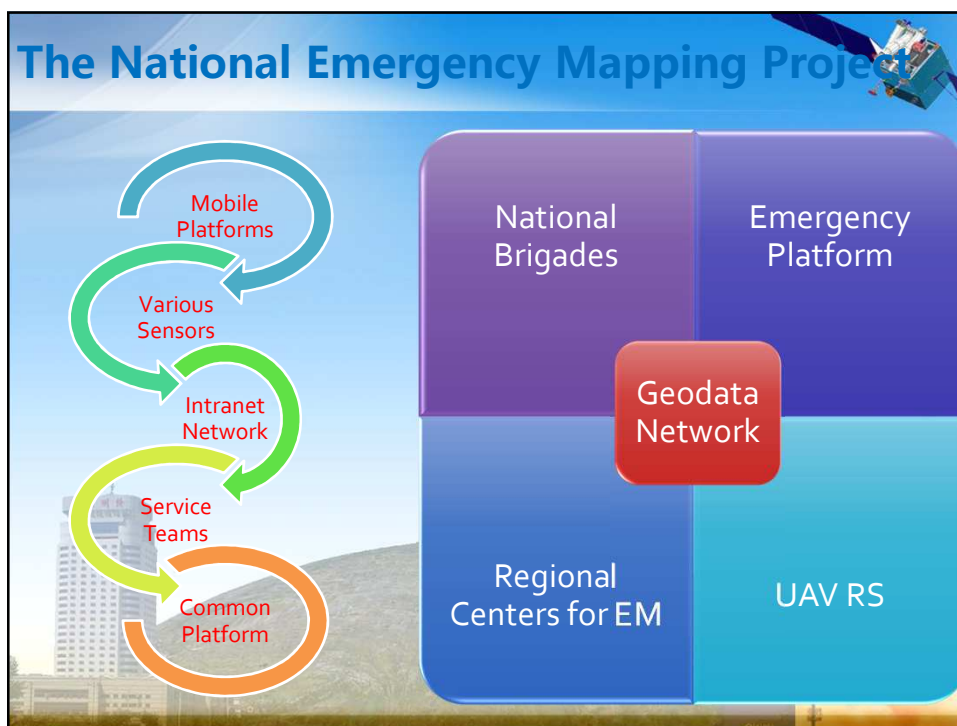 The National Emergency Mapping Project
Mobile
Platforms
Various
Sensors
Intranet
Network
Service
Teams
Common
Platform
National
Brigades
Emergency
Platform
Geodata
Network
Regional
Centers for EM
UAV RS